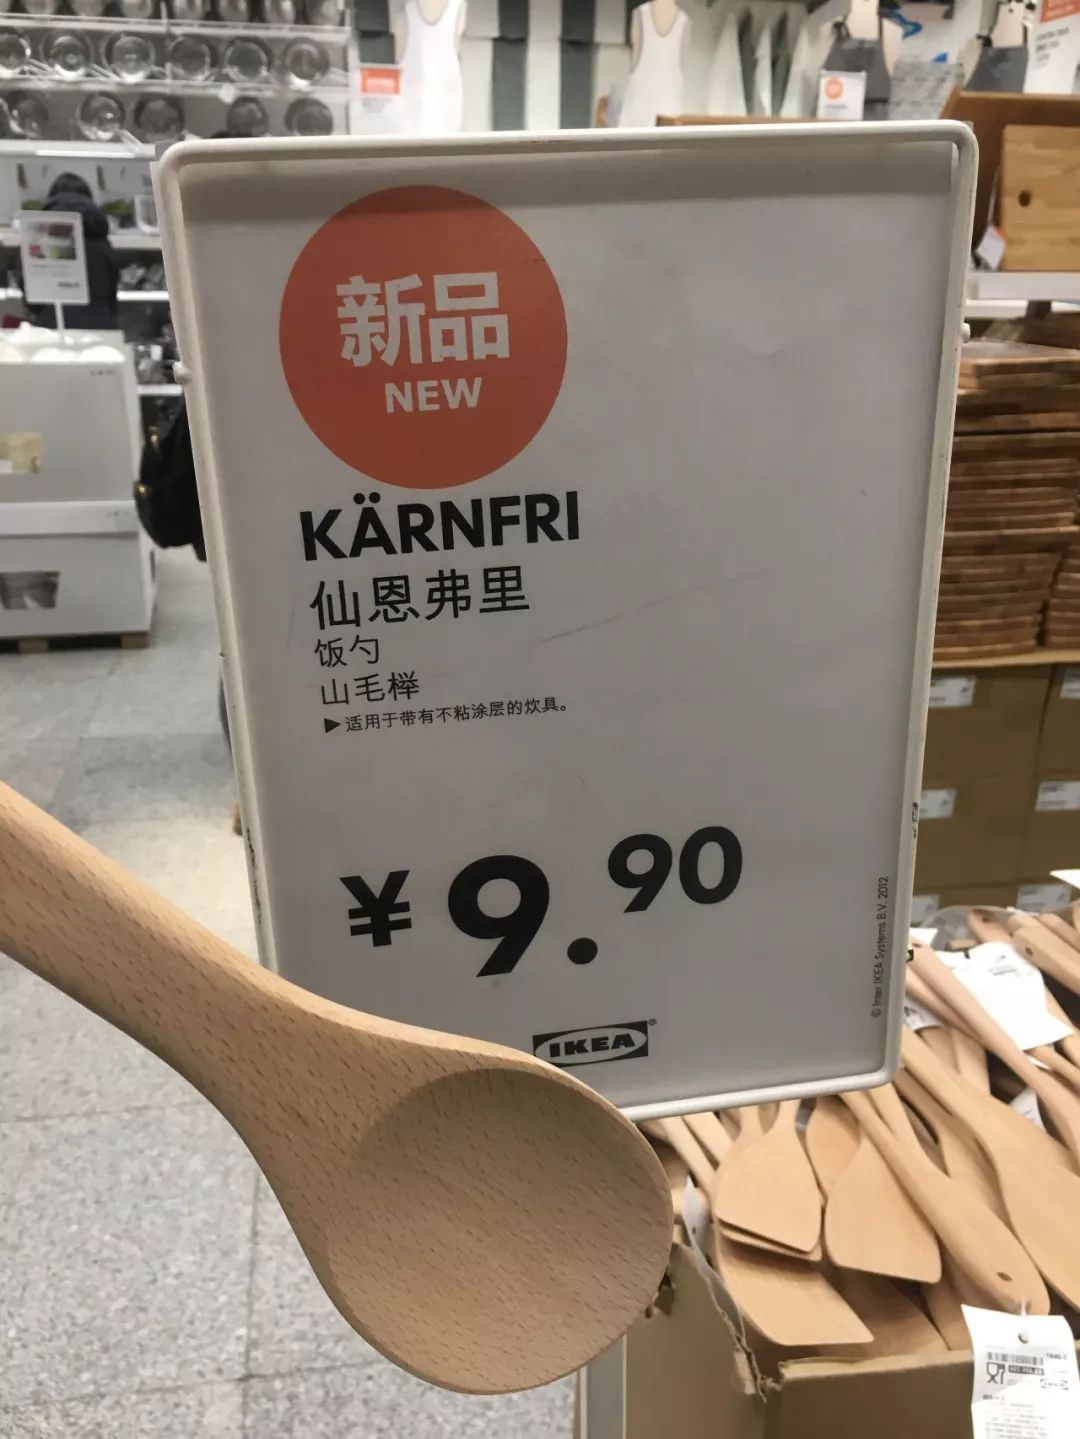 新品
NEW
KÄRNFRI
仙恩弗里
饭勺
山毛榉
▶适用于带有不粘涂层的炊具。
¥9.90
© Inter IKEA Systems B.V. 2012
IKEA